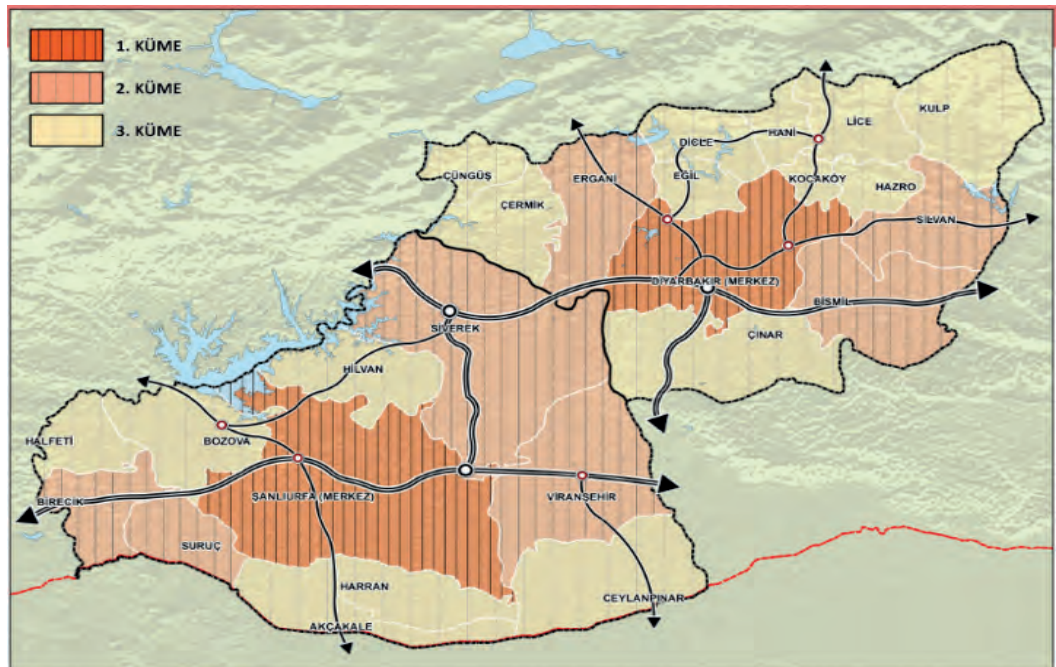 1. KÜME
2. KÜME
3. KÜME
KULP
LİCE
HANİ
DİCLE
ÇÜNGÜŞ
ERGANİ
EĞİL
KOCAKÖY
HAZRO
ÇERMİK
SİLVAN
DİYARBAKIR (MERKEZ)
BİSMİL
SİVEREK
ÇINAR
HİLVAN
HALFETİ
BOZOVA
BİRECİK
ŞANLIURFA (MERKEZ)
VİRANŞEHİR
SURUÇ
HARRAN
CEYLANPINAR
AKÇAKALE